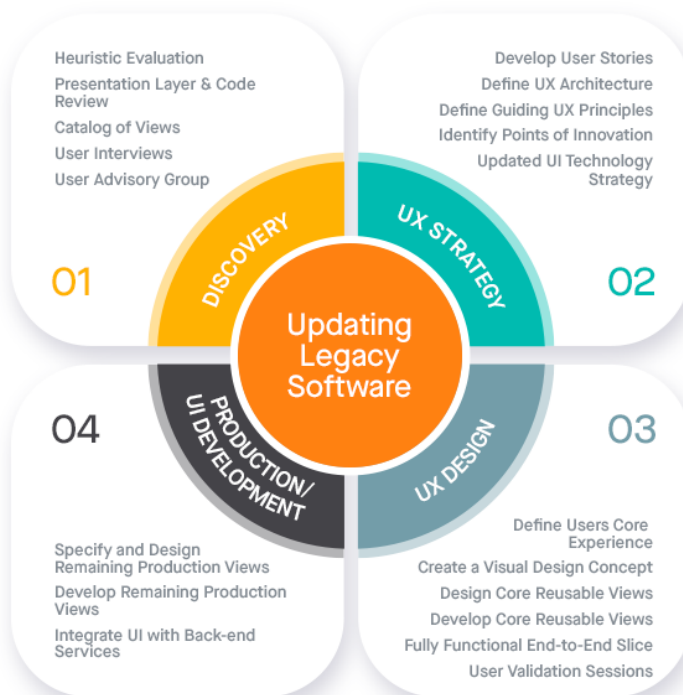 Heuristic Evaluation
Presentation Layer & Code
Review
Catalog of Views
User Interviews
User Advisory Group
01
DISCOVERY
Develop User Stories
Define UX Architecture
Define Guiding UX Principles
Identify Points of Innovation
Updated UI Technology
Strategy
02
UX STRATEGY
Updating
Legacy
Software
03
UX DESIGN
Define Users Core
Experience
Create a Visual Design Concept
Design Core Reusable Views
Develop Core Reusable Views
Fully Functional End-to-End Slice
User Validation Sessions
04
PRODUCTION/
UI DEVELOPMENT
Specify and Design
Remaining Production Views
Develop Remaining Production
Views
Integrate UI with Back-end
Services